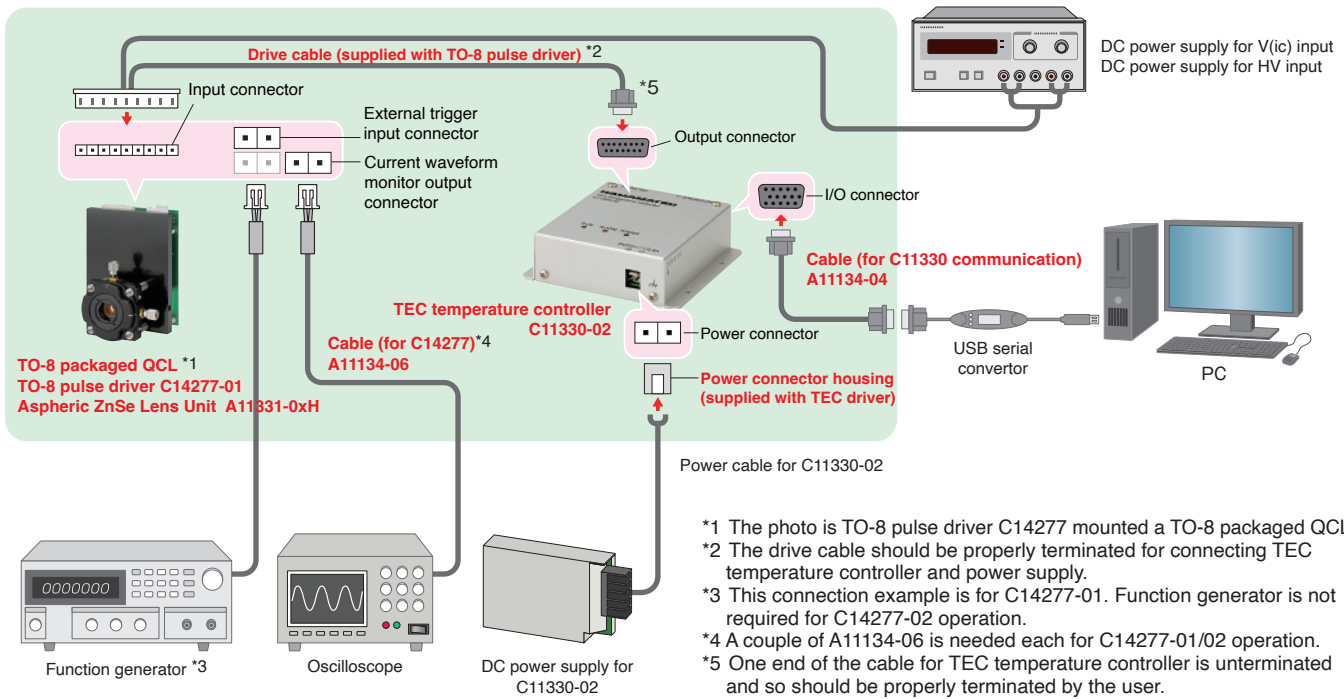 DC power supply for V(ic) input
DC power supply for HV input
Drive cable (supplied with TO-8 pulse driver) *2
*5
Input connector
External trigger
input connector
Output connector
Current waveform
monitor output
connector
I/O connector
Cable (for C11330 communication)
A11134-04
TEC temperature controller
C11330-02
Power connector
Cable (for C14277)*4
A11134-06
USB serial
convertor
PC
TO-8 packaged QCL *1
TO-8 pulse driver C14277-01
Aspheric ZnSe Lens Unit A11331-0xH
Power connector housing
(supplied with TEC driver)
Power cable for C11330-02
0000000
Function generator *3
Oscilloscope
DC power supply for
C11330-02
*1 The photo is TO-8 pulse driver C14277 mounted a TO-8 packaged QCL
*2 The drive cable should be properly terminated for connecting TEC
temperature controller and power supply.
*3 This connection example is for C14277-01. Function generator is not
required for C14277-02 operation.
*4 A couple of A11134-06 is needed each for C14277-01/02 operation.
*5 One end of the cable for TEC temperature controller is unterminated
and so should be properly terminated by the user.